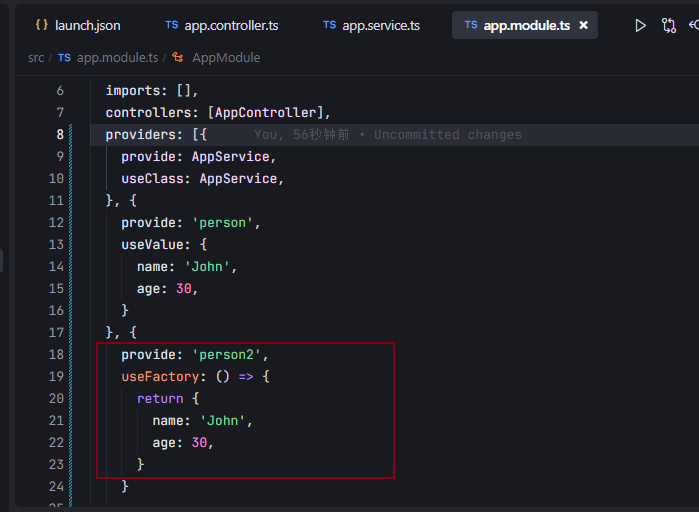 { } launch.json TS app.controller.ts TS app.service.ts TS app.module.ts ×
src / TS app.module.ts / AppModule
6 imports: [],
7 controllers: [AppController],
8 providers: [{ You, 56秒钟前 • Uncommitted changes
9 provide: AppService,
10 useClass: AppService,
11 }, {
12 provide: 'person',
13 useValue: {
14 name: 'John',
15 age: 30,
16 }
17 }, {
18 provide: 'person2',
19 useFactory: () => {
20 return {
21 name: 'John',
22 age: 30,
23 }
24 }